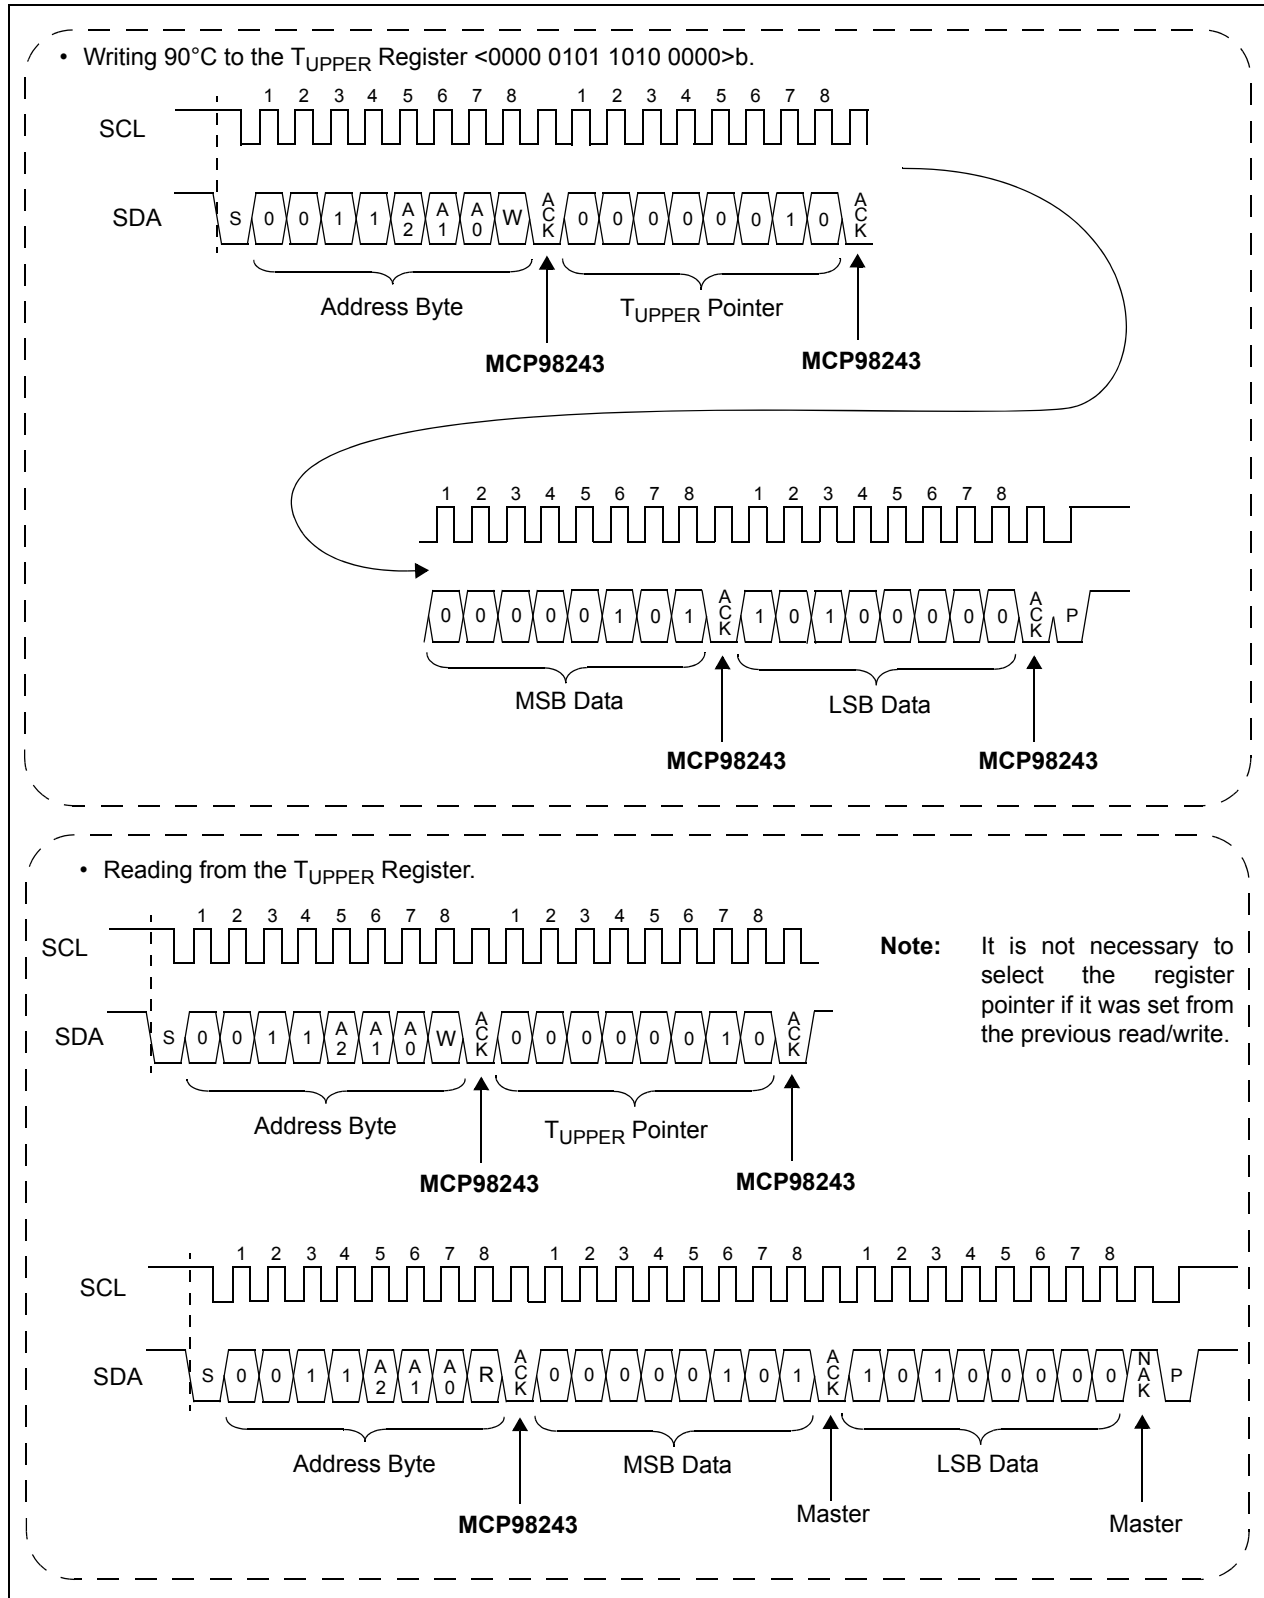 • Writing 90°C to the TUPPER Register <0000 0101 1010 0000>b.
1 2 3 4 5 6 7 8 1 2 3 4 5 6 7 8
SCL
SDA S 0 0 1 1 A2 A1 A0 W ACK 0 0 0 0 0 0 1 0 ACK
Address Byte TUPPER Pointer
MCP98243 MCP98243
1 2 3 4 5 6 7 8 1 2 3 4 5 6 7 8
0 0 0 0 0 1 0 1 ACK 1 0 1 0 0 0 0 0 ACK P
MSB Data LSB Data
MCP98243 MCP98243
• Reading from the TUPPER Register.
1 2 3 4 5 6 7 8 1 2 3 4 5 6 7 8
SCL
SDA S 0 0 1 1 A2 A1 A0 W ACK 0 0 0 0 0 0 1 0 ACK
Address Byte TUPPER Pointer
MCP98243 MCP98243
Note: It is not necessary to
select the register
pointer if it was set from
the previous read/write.
1 2 3 4 5 6 7 8 1 2 3 4 5 6 7 8 1 2 3 4 5 6 7 8
SCL
SDA S 0 0 1 1 A2 A1 A0 R ACK 0 0 0 0 0 1 0 1 ACK 1 0 1 0 0 0 0 0 NAK P
Address Byte MSB Data LSB Data
MCP98243 Master Master